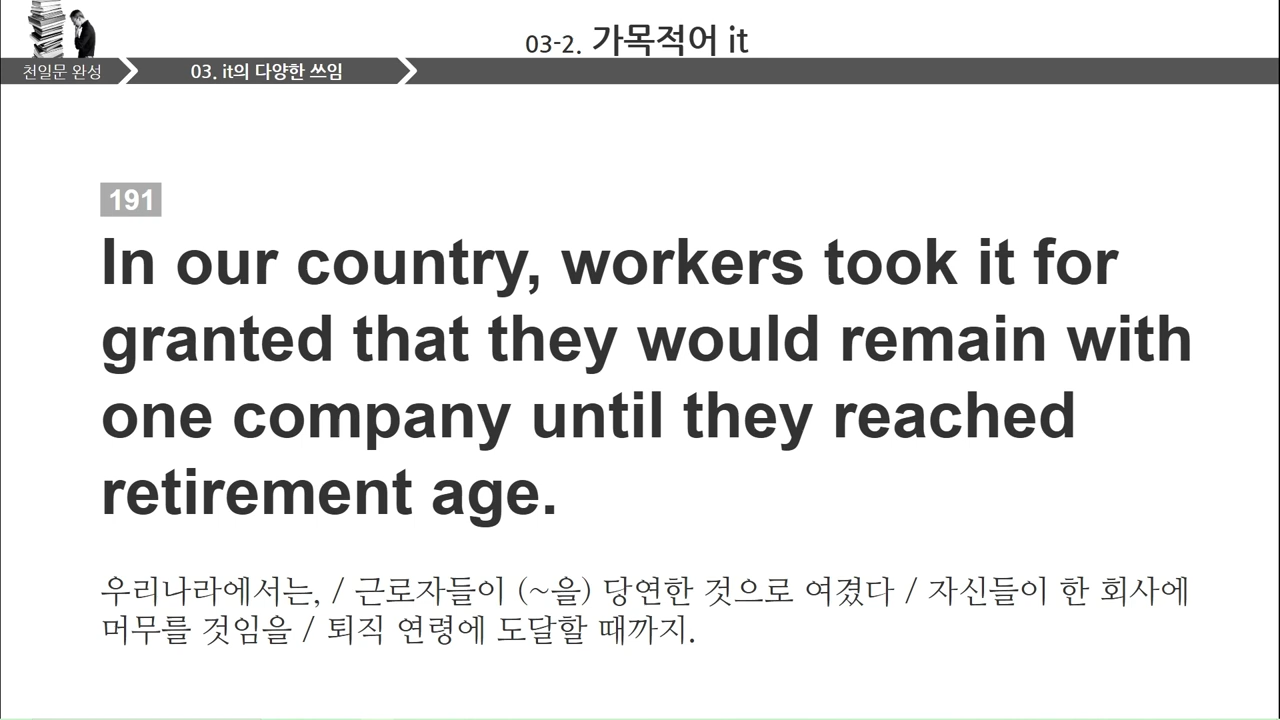 03-2. 가목적어 it
천일문 완성
03. it의 다양한 쓰임
191
In our country, workers took it for
granted that they would remain with
one company until they reached
retirement age.
우리나라에서는, / 근로자들이 (~을) 당연한 것으로 여겼다 / 자신들이 한 회사에
머무를 것임을 / 퇴직 연령에 도달할 때까지.